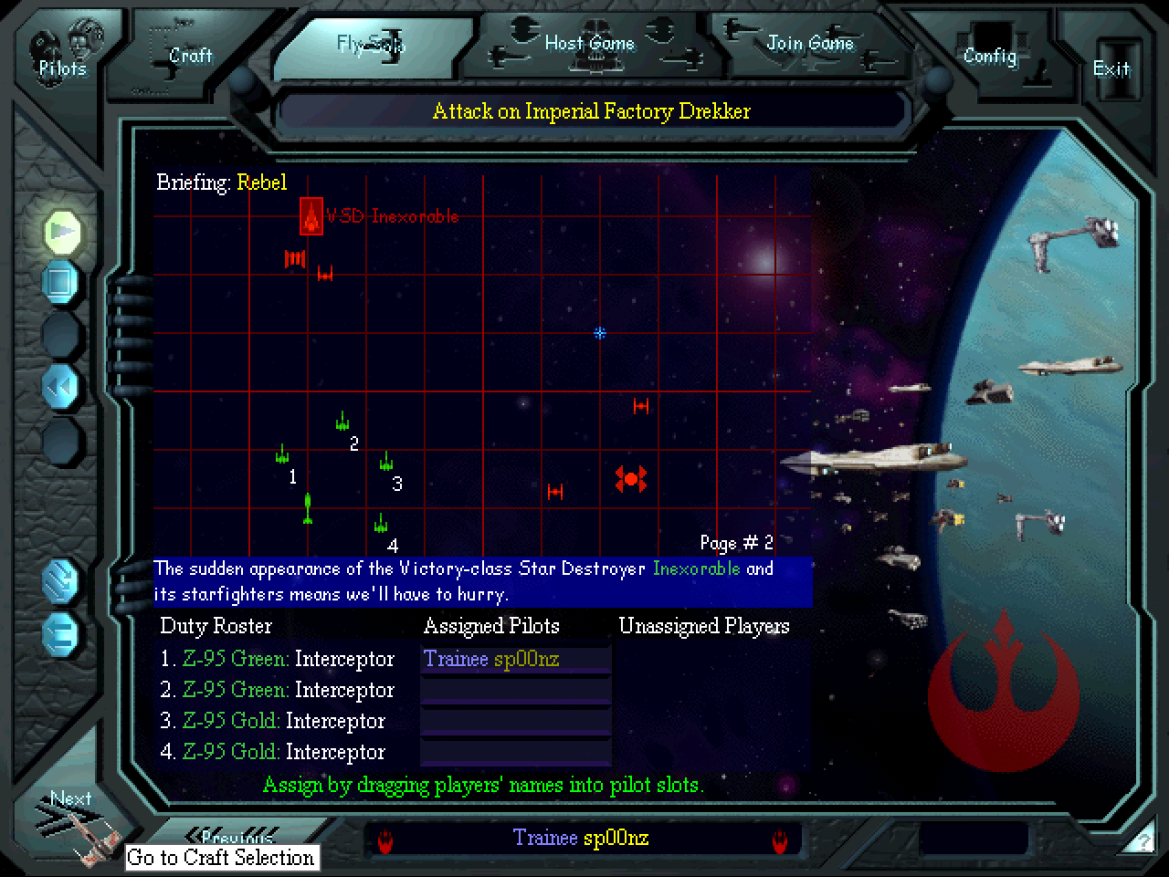 Pilots
Craft
Fly Solo
Host Game
Join Game
Config
Exit
Attack on Imperial Factory Drekker
Briefing: Rebel
VSD Inexorable
2
1
3
4
Page # 2
The sudden appearance of the Victory-class Star Destroyer Inexorable and
its starfighters means we'll have to hurry.
Duty Roster Assigned Pilots Unassigned Players
1. Z-95 Green: Interceptor Trainee sp00nz
2. Z-95 Green: Interceptor
3. Z-95 Gold: Interceptor
4. Z-95 Gold: Interceptor
Assign by dragging players' names into pilot slots.
Next
Previous
Trainee sp00nz
?
Go to Craft Selection